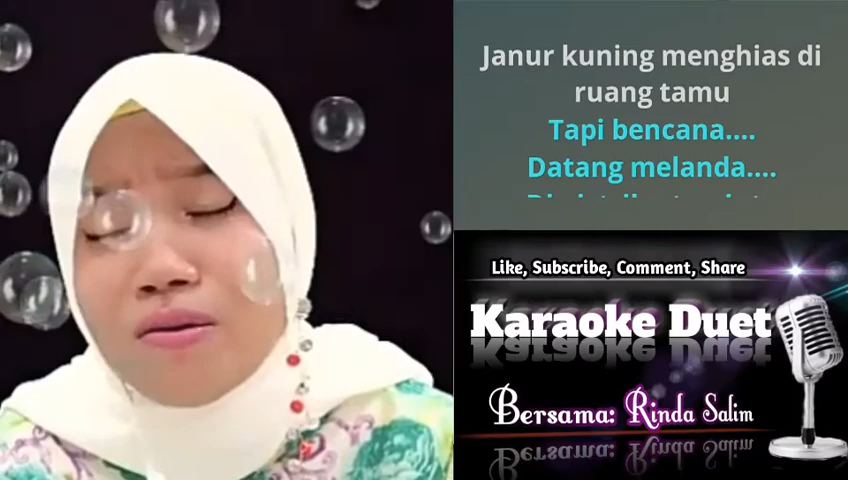 Janur kuning menghias di
ruang tamu
Tapi bencana....
Datang melanda....
Like, Subscribe, Comment, Share
Karaoke Duet
Bersama: Rinda Salim